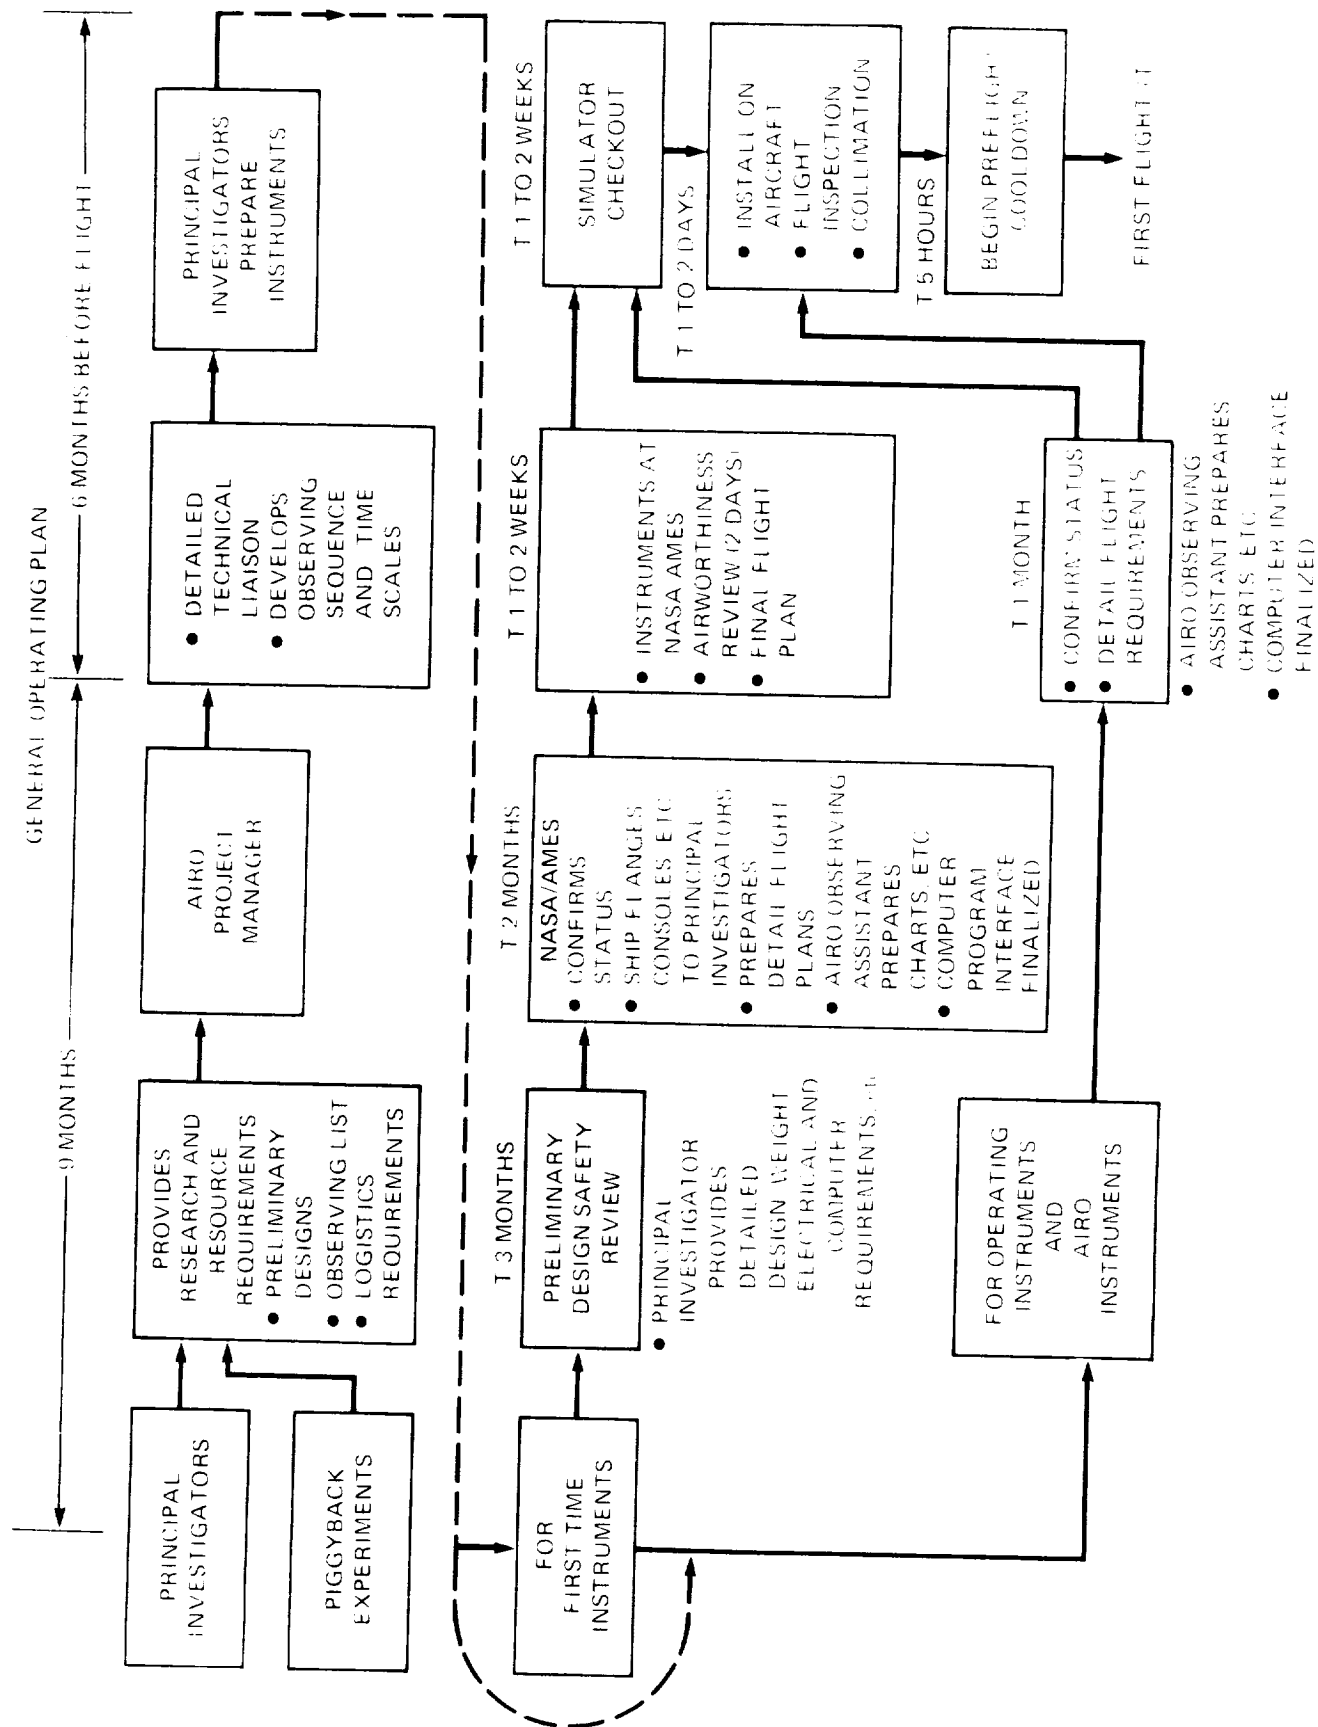 GENERAL OPERATING PLAN
9 MONTHS
6 MONTHS BEFORE FLIGHT
PRINCIPAL
INVESTIGATORS
PIGGYBACK
EXPERIMENTS
PROVIDES
RESEARCH AND
RESOURCE
REQUIREMENTS
● PRELIMINARY
DESIGNS
● OBSERVING LIST
● LOGISTICS
REQUIREMENTS
AIRO
PROJECT
MANAGER
● DETAILED
TECHNICAL
LIAISON
● DEVELOPS
OBSERVING
SEQUENCE
AND TIME
SCALES
PRINCIPAL
INVESTIGATORS
PREPARE
INSTRUMENTS
FOR
FIRST TIME
INSTRUMENTS
T 3 MONTHS
PRELIMINARY
DESIGN SAFETY
REVIEW
● PRINCIPAL
INVESTIGATOR
PROVIDES
DETAILED
DESIGN WEIGHT
ELECTRICAL AND
COMPUTER
REQUIREMENTS, etc
T 2 MONTHS
NASA/AMES
● CONFIRMS
STATUS
● SHIP FLANGES
CONSOLES ETC
TO PRINCIPAL
INVESTIGATORS
● PREPARES
DETAIL FLIGHT
PLANS
● AIRO OBSERVING
ASSISTANT
PREPARES
CHARTS, ETC
● COMPUTER
PROGRAM
INTERFACE
FINALIZED
T 1 TO 2 WEEKS
● INSTRUMENTS AT
NASA AMES
● AIRWORTHINESS
REVIEW (2 DAYS)
● FINAL FLIGHT
PLAN
T 1 TO 2 WEEKS
SIMULATOR
CHECKOUT
T 1 TO 2 DAYS
● INSTALL ON
AIRCRAFT
● FLIGHT
INSPECTION
● COLLIMATION
T 5 HOURS
BEGIN PREFLIGHT
COOLDOWN
FIRST FLIGHT
FOR OPERATING
INSTRUMENTS
AND
AIRO
INSTRUMENTS
T 1 MONTH
● CONFIRM STATUS
● DETAIL FLIGHT
REQUIREMENTS
● AIRO OBSERVING
ASSISTANT PREPARES
CHARTS ETC
● COMPUTER INTERFACE
FINALIZED